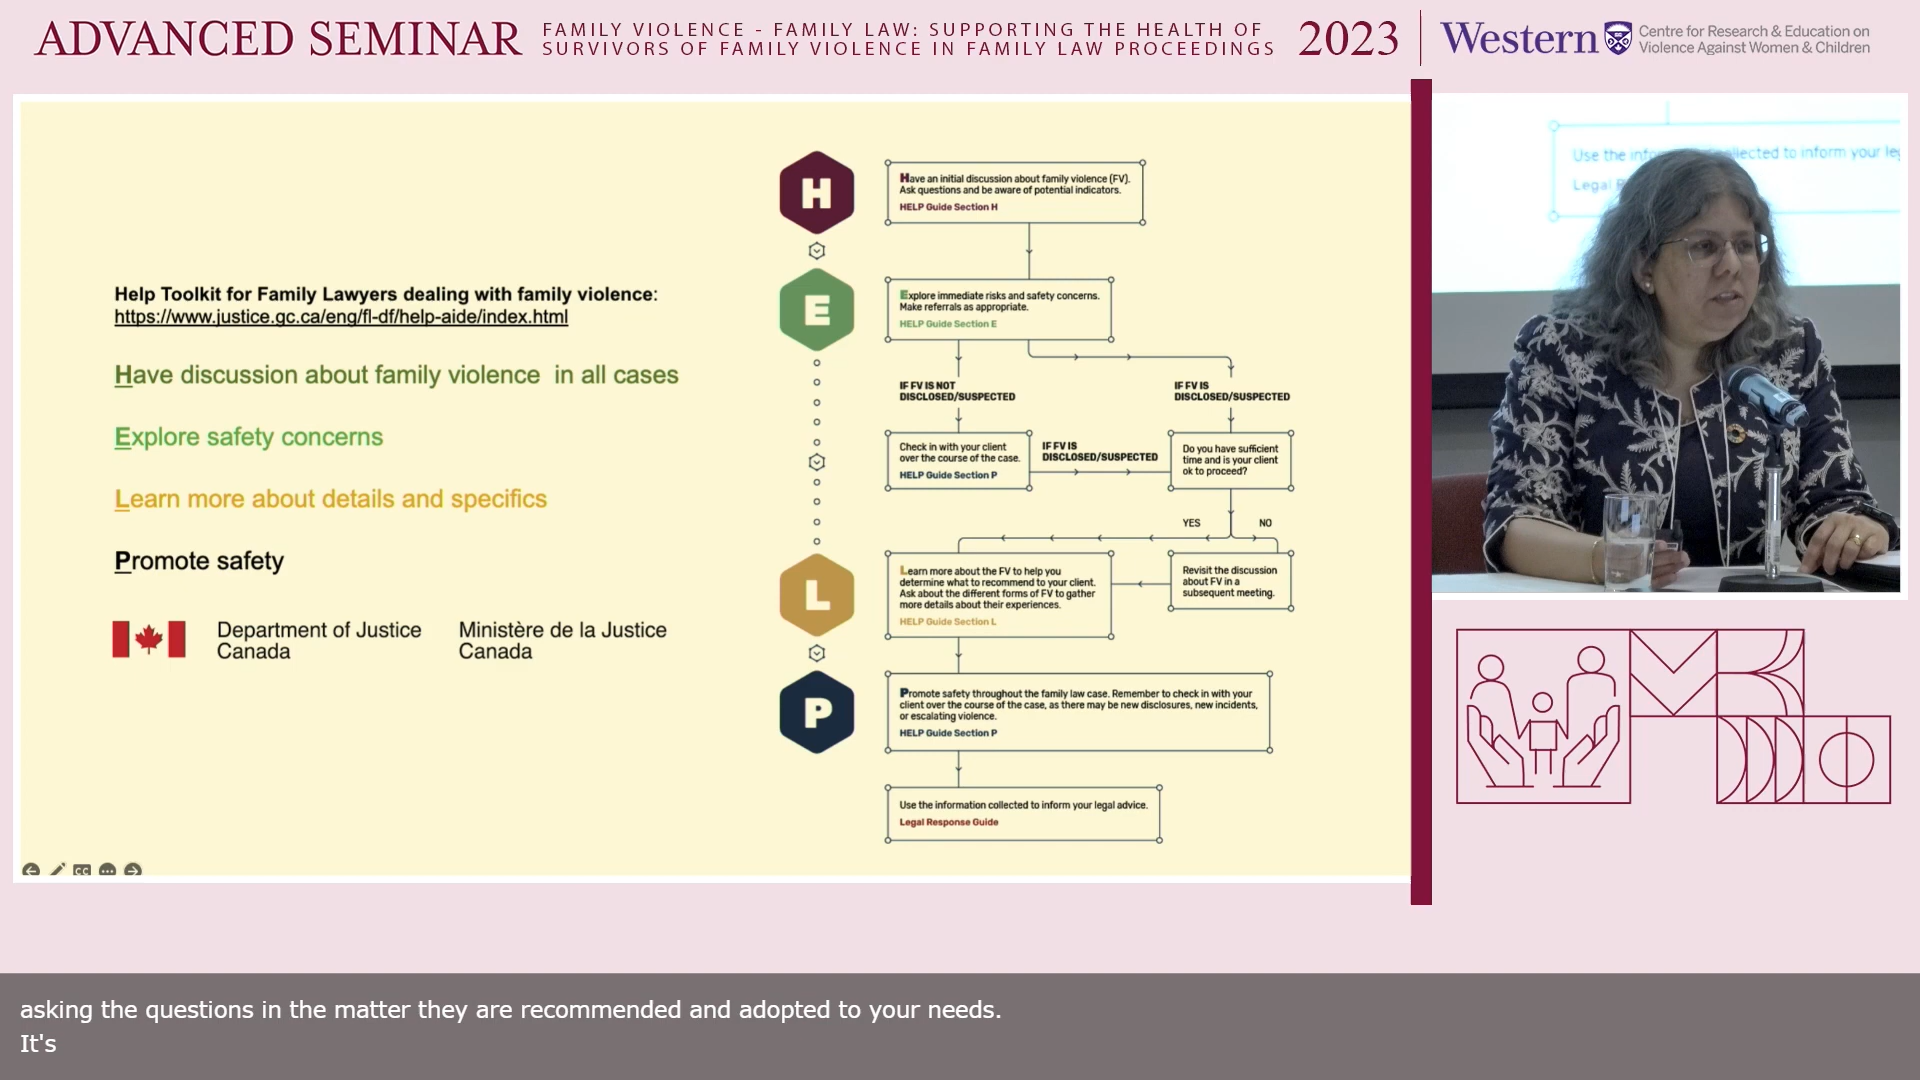 ADVANCED SEMINAR
FAMILY VIOLENCE - FAMILY LAW: SUPPORTING THE HEALTH OF
SURVIVORS OF FAMILY VIOLENCE IN FAMILY LAW PROCEEDINGS
2023
Western
Centre for Research & Education on
Violence Against Women & Children
Help Toolkit for Family Lawyers dealing with family violence:
https://www.justice.gc.ca/eng/fl-df/help-aide/index.html
Have discussion about family violence in all cases
Explore safety concerns
Learn more about details and specifics
Promote safety
Department of Justice
Canada
Ministère de la Justice
Canada
H
Have an initial discussion about family violence (FV).
Ask questions and be aware of potential indicators.
HELP Guide Section H
E
Explore immediate risks and safety concerns.
Make referrals as appropriate.
HELP Guide Section E
IF FV IS NOT
DISCLOSED/SUSPECTED
IF FV IS
DISCLOSED/SUSPECTED
Check in with your client
over the course of the case.
HELP Guide Section P
IF FV IS
DISCLOSED/SUSPECTED
Do you have sufficient
time and is your client
ok to proceed?
YES
NO
L
Learn more about the FV to help you
determine what to recommend to your client.
Ask about the different forms of FV to gather
more details about their experiences.
HELP Guide Section L
Revisit the discussion
about FV in a
subsequent meeting.
P
Promote safety throughout the family law case. Remember to check in with your
client over the course of the case, as there may be new disclosures, new incidents,
or escalating violence.
HELP Guide Section P
Use the information collected to inform your legal advice.
Legal Response Guide
CC
Use the info
llected to inform your leg
Legal R
asking the questions in the matter they are recommended and adopted to your needs.
It's